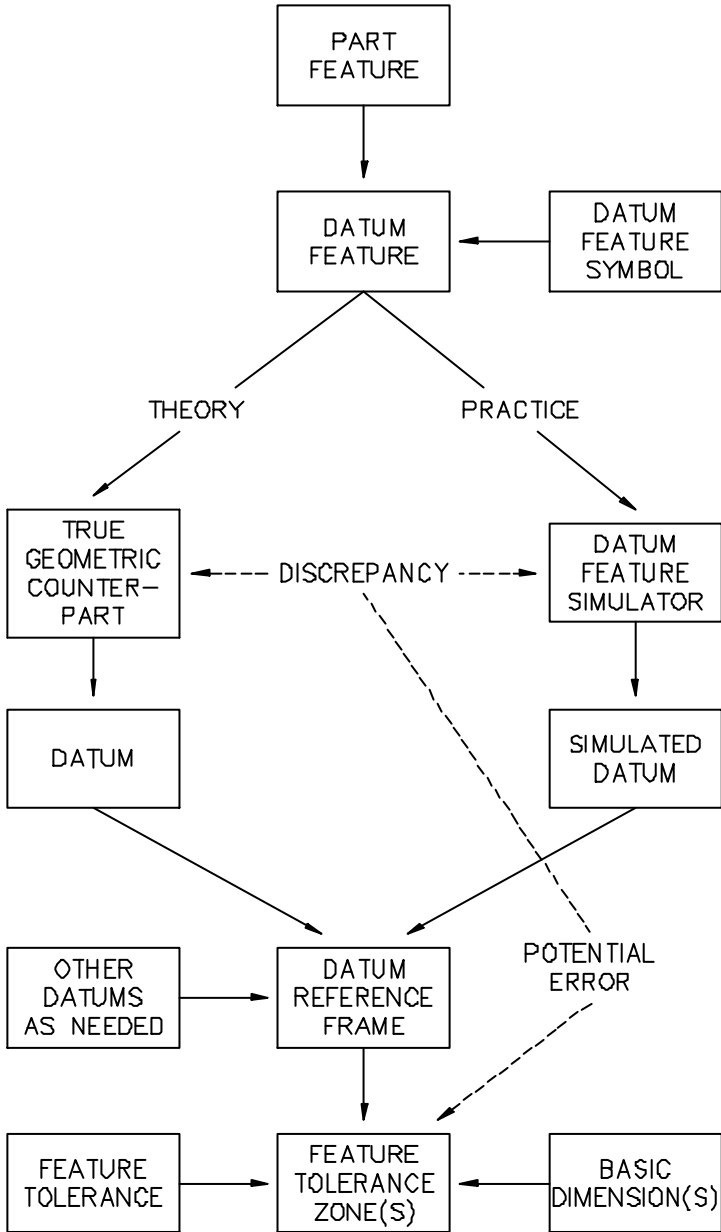 PART
FEATURE
DATUM
FEATURE
DATUM
FEATURE
SYMBOL
THEORY
PRACTICE
TRUE
GEOMETRIC
COUNTER-
PART
DISCREPANCY
DATUM
FEATURE
SIMULATOR
DATUM
SIMULATED
DATUM
OTHER
DATUMS
AS NEEDED
DATUM
REFERENCE
FRAME
POTENTIAL
ERROR
FEATURE
TOLERANCE
FEATURE
TOLERANCE
ZONE(S)
BASIC
DIMENSION(S)